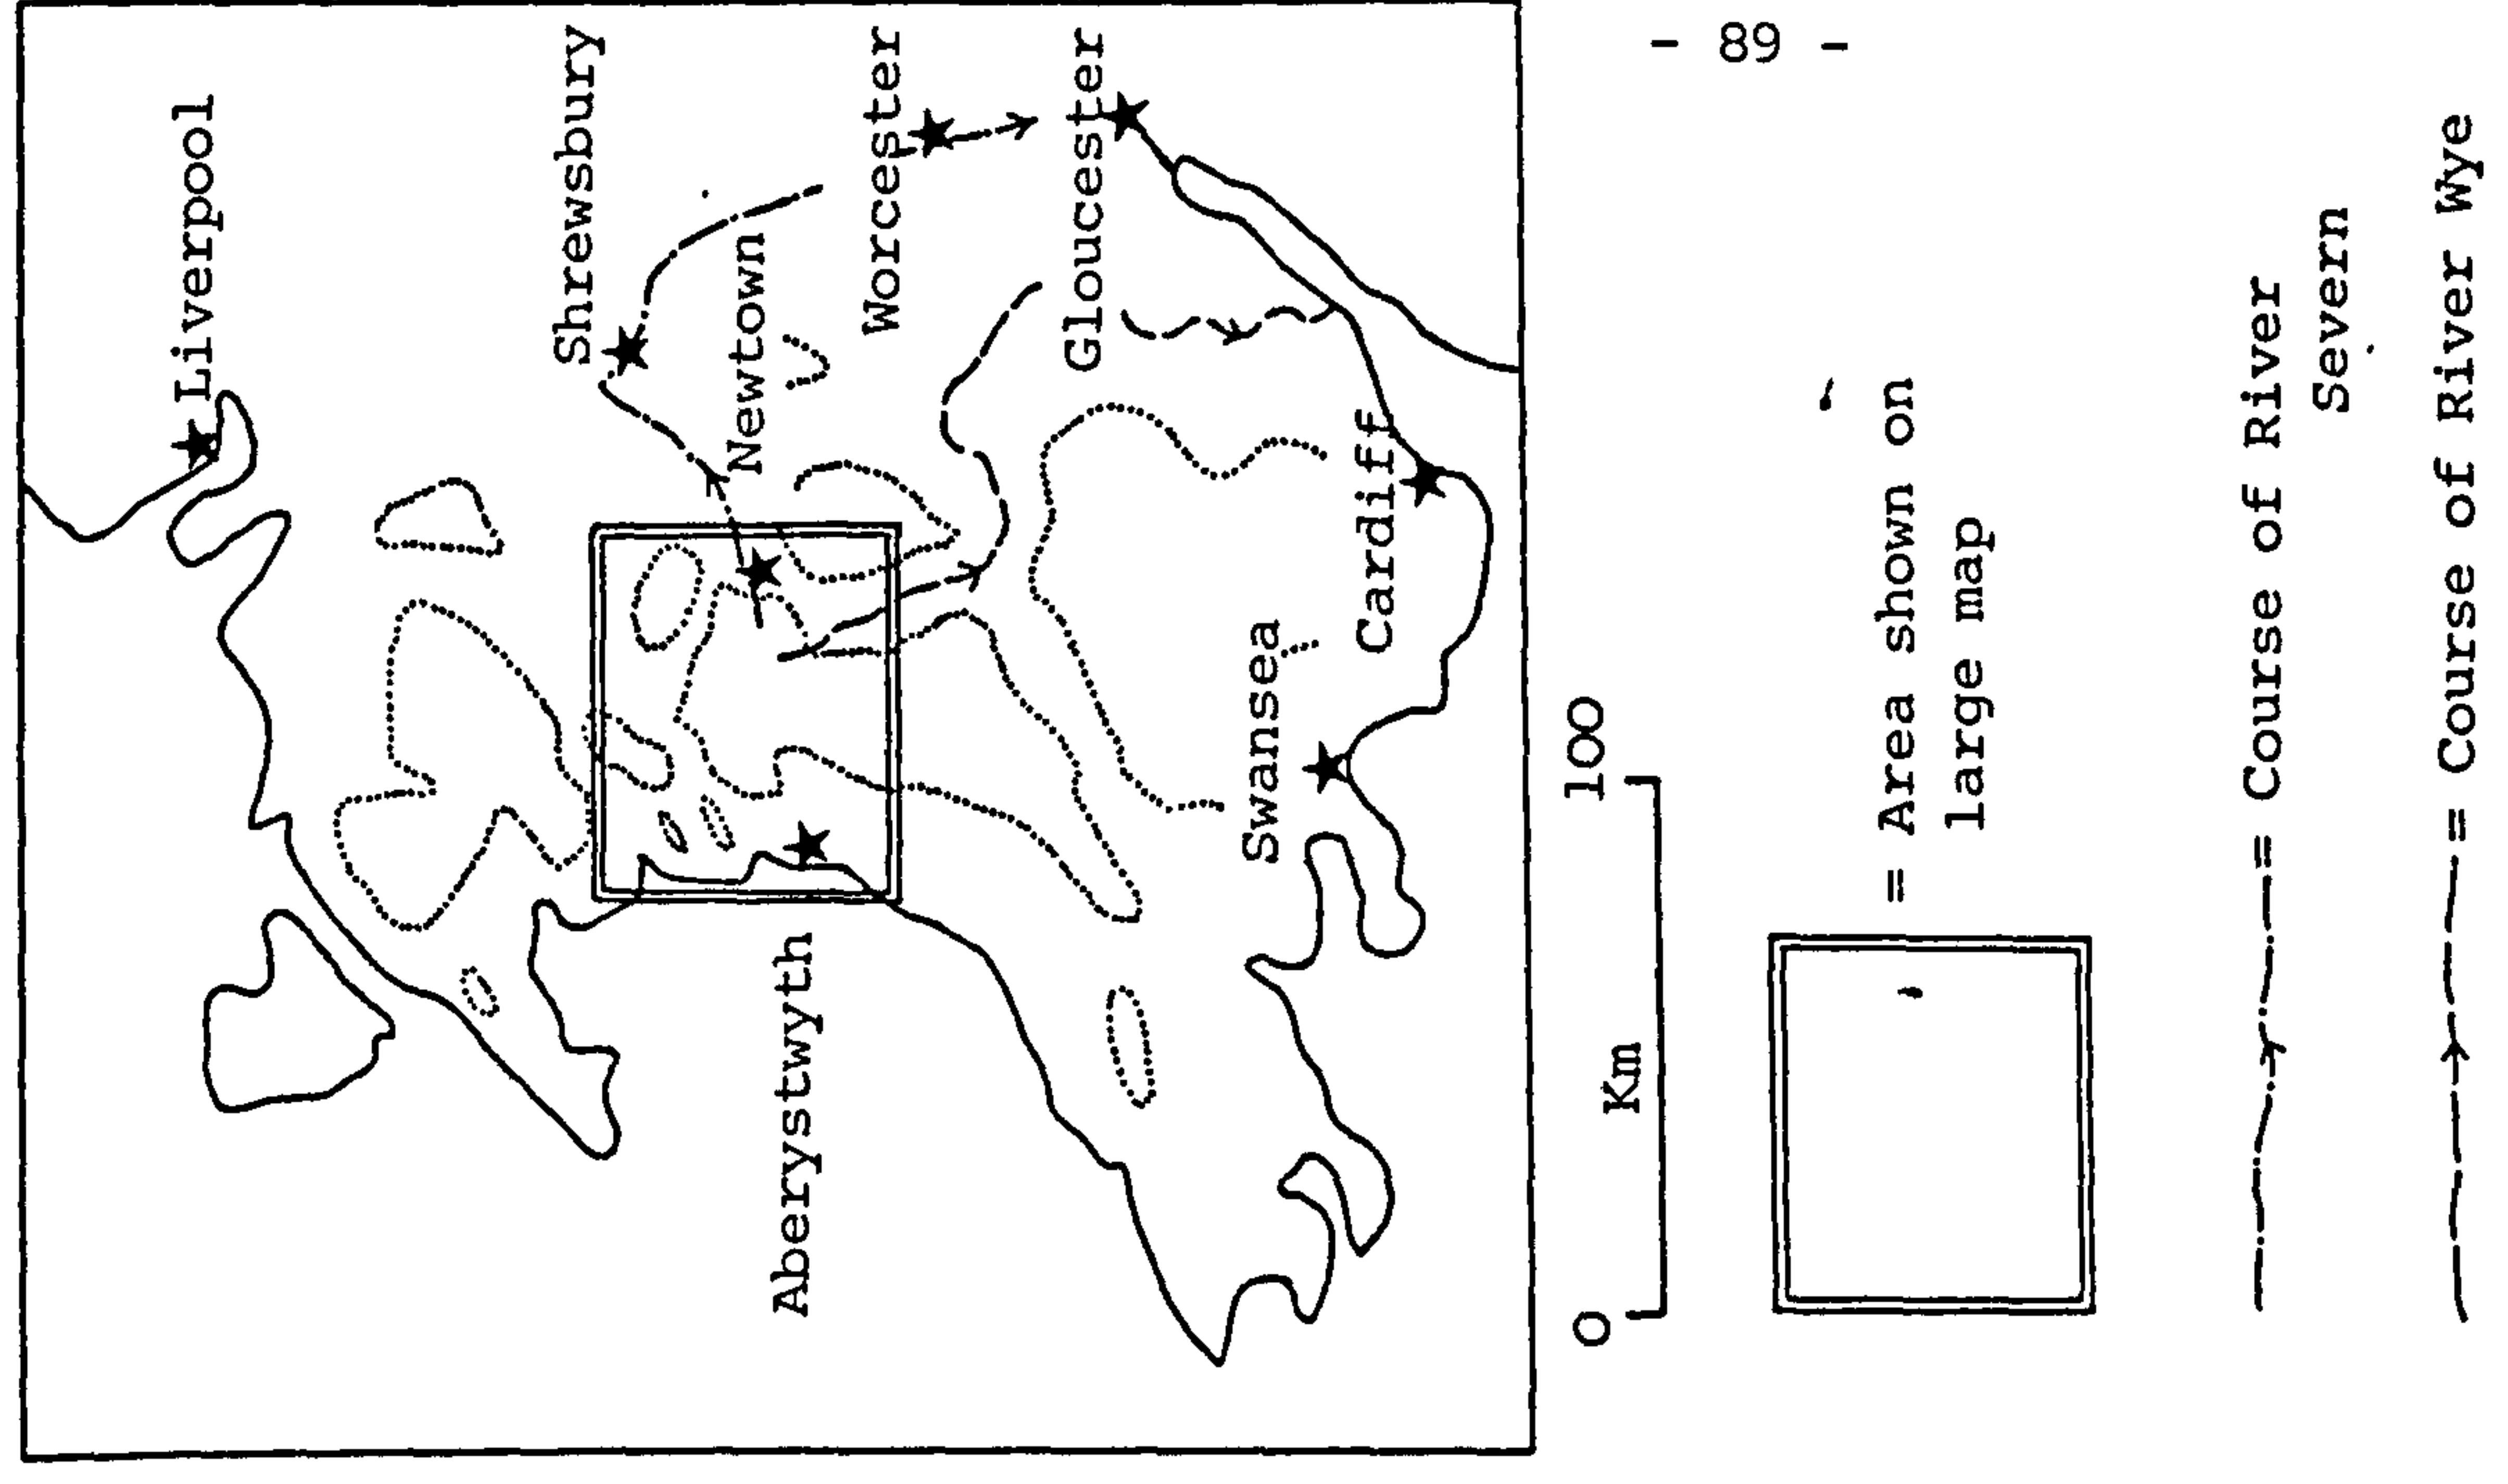 - 89 -
Liverpool
Shrewsbury
Newtown
Worcester
Gloucester
Aberystwyth
Swansea
Cardiff
0 100
Km
= Area shown on
large map
= Course of River
Severn
= Course of River Wye